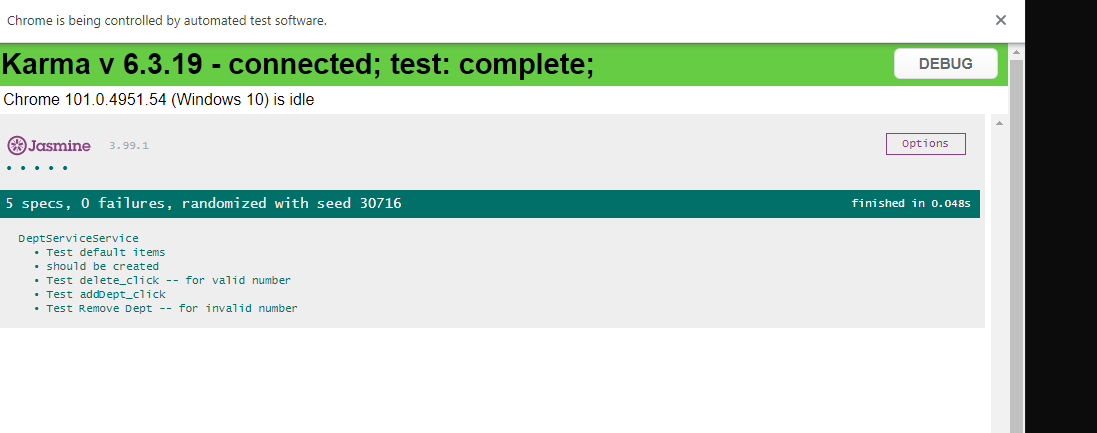 Chrome is being controlled by automated test software.
Karma v 6.3.19 - connected; test: complete;
DEBUG
Chrome 101.0.4951.54 (Windows 10) is idle
Jasmine 3.99.1
Options
• • • • •
5 specs, 0 failures, randomized with seed 30716
finished in 0.048s
DeptServiceService
• Test default items
• should be created
• Test delete_click -- for valid number
• Test addDept_click
• Test Remove Dept -- for invalid number